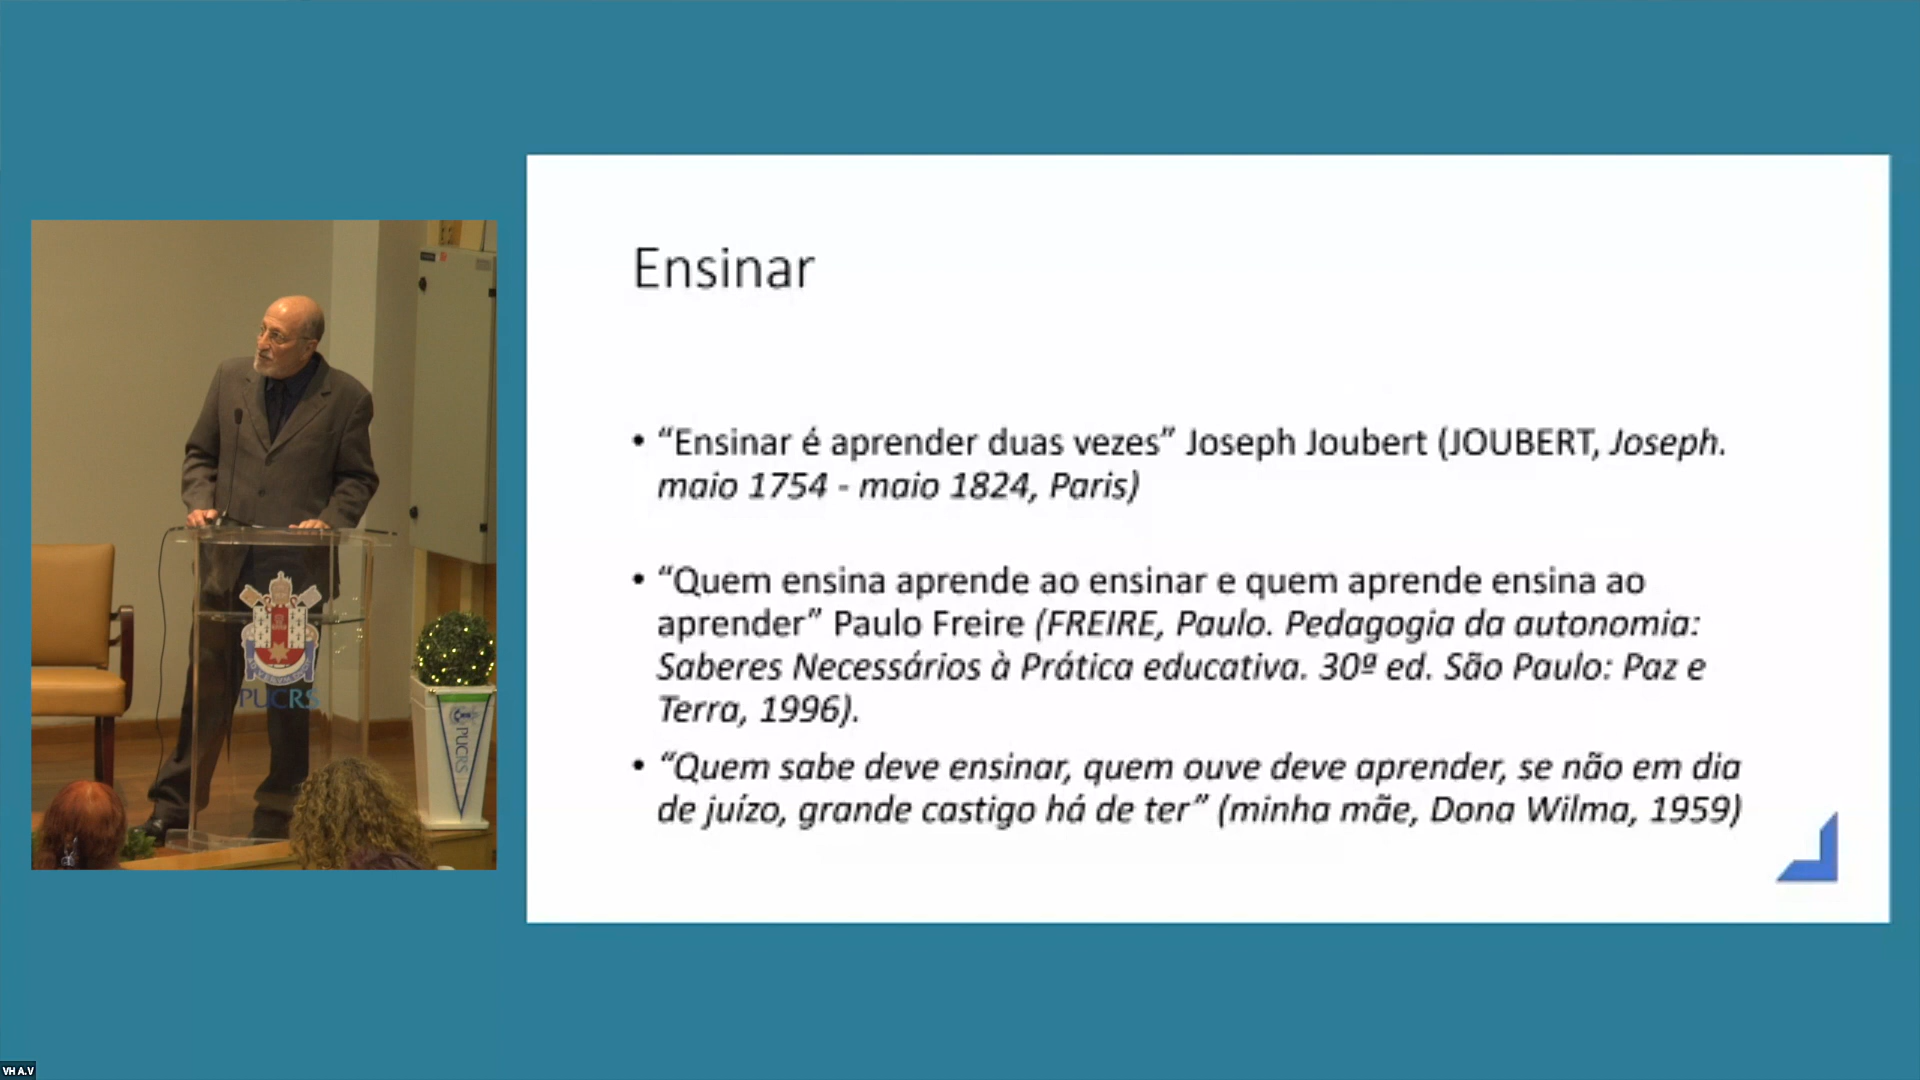 Ensinar
• “Ensinar é aprender duas vezes” Joseph Joubert (JOUBERT, Joseph.
maio 1754 - maio 1824, Paris)
• “Quem ensina aprende ao ensinar e quem aprende ensina ao
aprender” Paulo Freire (FREIRE, Paulo. Pedagogia da autonomia:
Saberes Necessários à Prática educativa. 30ª ed. São Paulo: Paz e
Terra, 1996).
• “Quem sabe deve ensinar, quem ouve deve aprender, se não em dia
de juízo, grande castigo há de ter” (minha mãe, Dona Wilma, 1959)
PUCRS
PUCRS
VH A.V